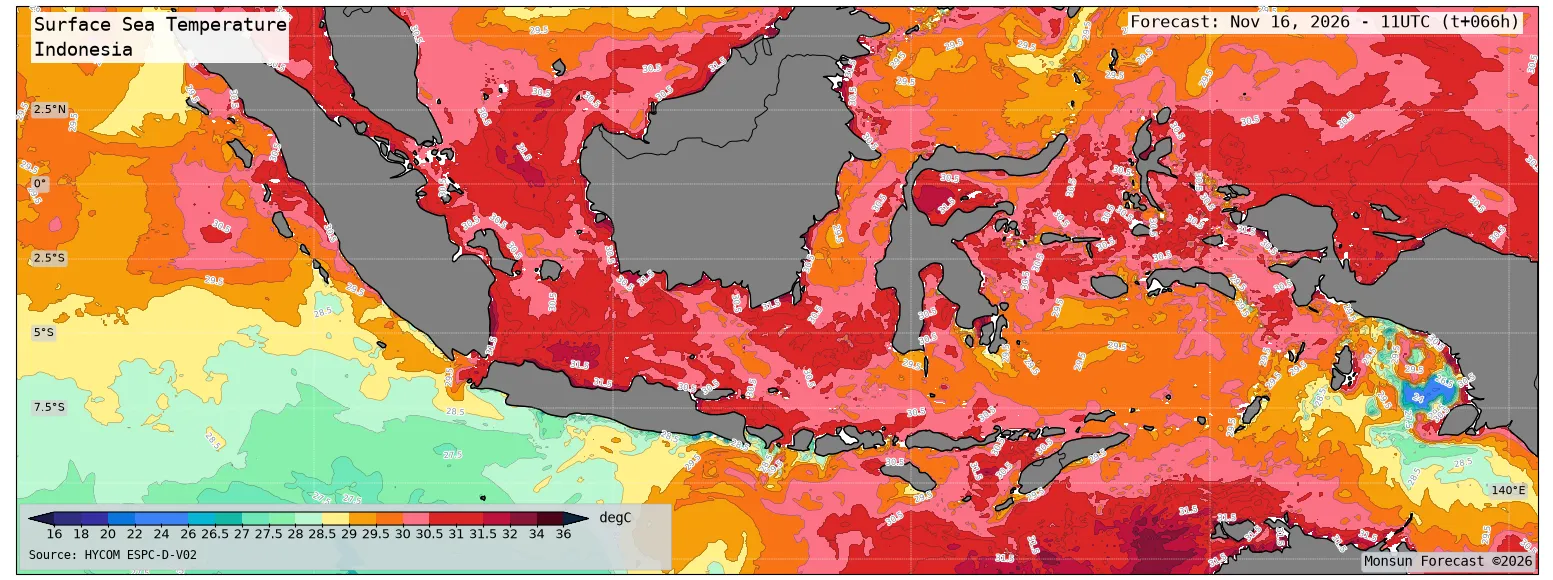 Surface Sea Temperature
Indonesia
Forecast: Nov 16, 2026 - 11UTC (t+066h)
2.5°N
0°
2.5°S
5°S
7.5°S
140°E
degC
16 18 20 22 24 26 26.5 27 27.5 28 28.5 29 29.5 30 30.5 31 31.5 32 34 36
Source: HYCOM ESPC-D-V02
Monsun Forecast ©2026